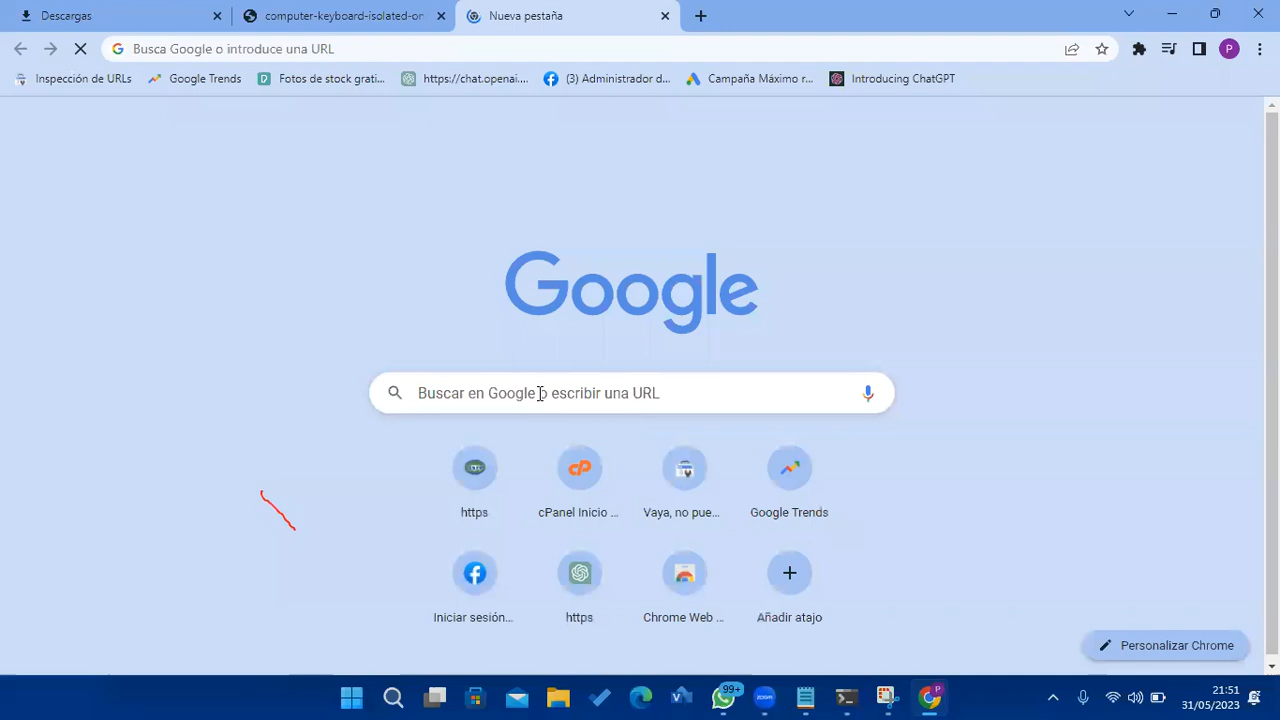 Descargas
computer-keyboard-isolated-on
Nueva pestaña
Busca Google o introduce una URL
P
Inspección de URLs
Google Trends
Fotos de stock grati...
https://chat.openai....
(3) Administrador d...
Campaña Máximo r...
Introducing ChatGPT
Google
Buscar en Google o escribir una URL
https
cPanel Inicio ...
Vaya, no pue...
Google Trends
Iniciar sesión...
https
Chrome Web ...
Añadir atajo
Personalizar Chrome
99+
zoom
P
21:51
31/05/2023